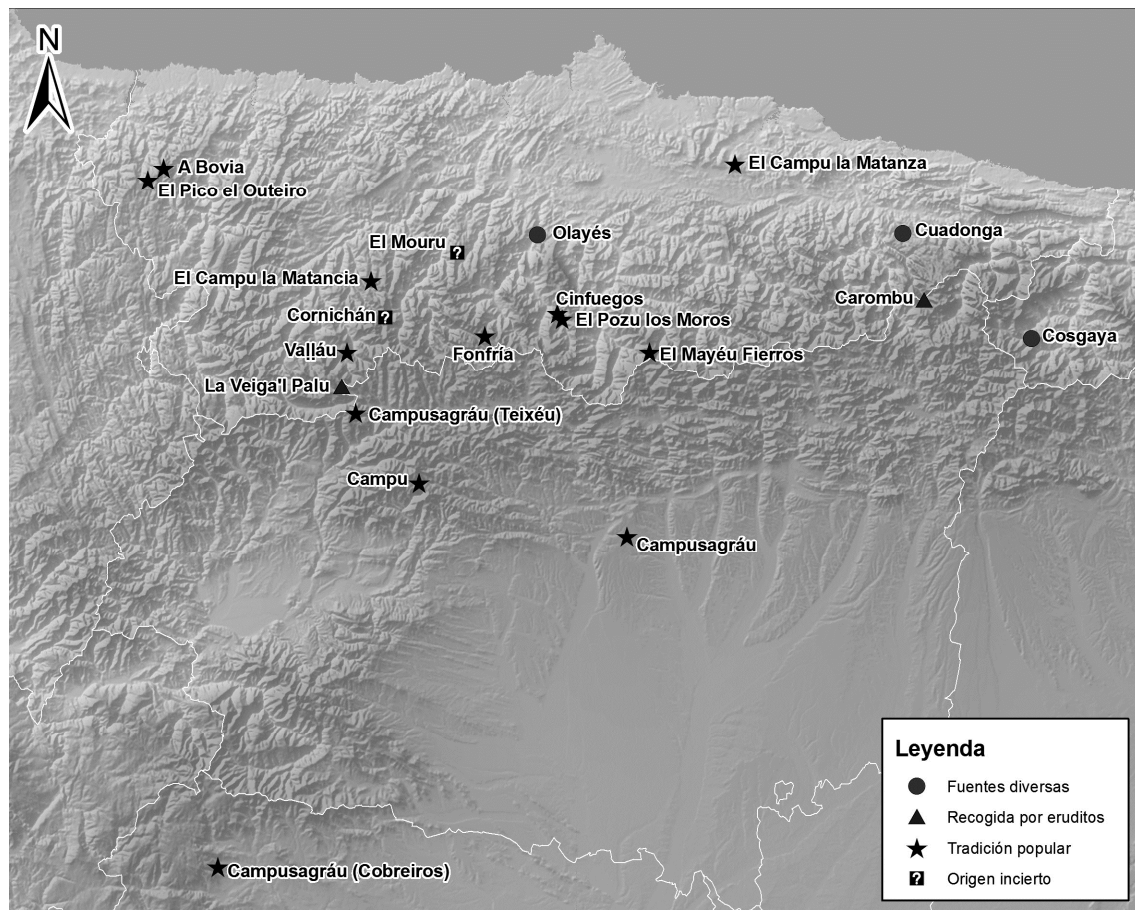 N
A Bovia
El Pico el Outeiro
El Campu la Matanza
El Mouru
?
Olayés
Cuadonga
El Campu la Matancia
Cinfuegos
Carombu
Cornichán
?
El Pozu los Moros
Cosgaya
Vaḷḷáu
Fonfría
El Mayéu Fierros
La Veiga'l Palu
Campusagráu (Teixéu)
Campu
Campusagráu
Campusagráu (Cobreiros)
Leyenda
Fuentes diversas
Recogida por eruditos
Tradición popular
?
Origen incierto